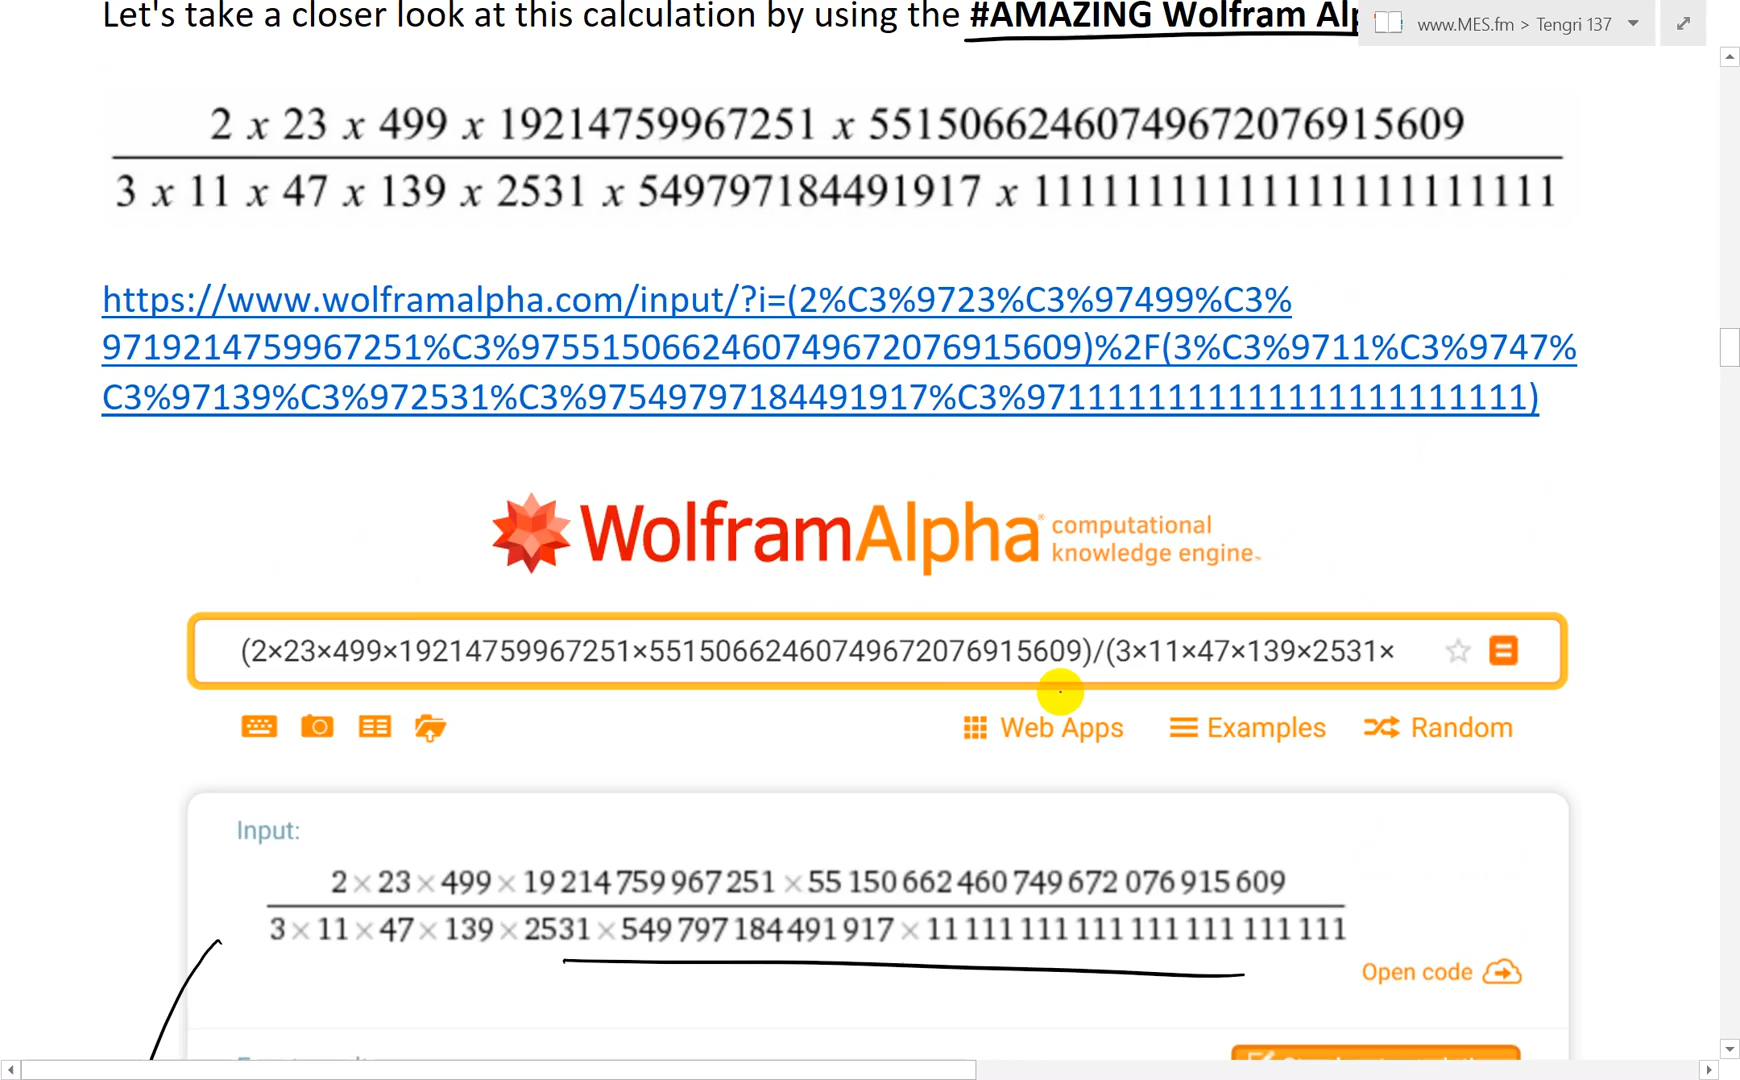 Let's take a closer look at this calculation by using the #AMAZING Wolfram Alp
www.MES.fm > Tengri 137
2 x 23 x 499 x 19214759967251 x 55150662460749672076915609
3 x 11 x 47 x 139 x 2531 x 549797184491917 x 11111111111111111111111
https://www.wolframalpha.com/input/?i=(2%C3%9723%C3%97499%C3%
9719214759967251%C3%9755150662460749672076915609)%2F(3%C3%9711%C3%9747%
C3%97139%C3%972531%C3%97549797184491917%C3%9711111111111111111111111)
WolframAlpha computational
knowledge engine
(2×23×499×19214759967251×55150662460749672076915609)/(3×11×47×139×2531×
Web Apps
Examples
Random
Input:
2×23×499×19 214 759 967 251×55 150 662 460 749 672 076 915 609
3×11×47×139×2531×549 797 184 491 917×11 111 111 111 111 111 111 111
Open code